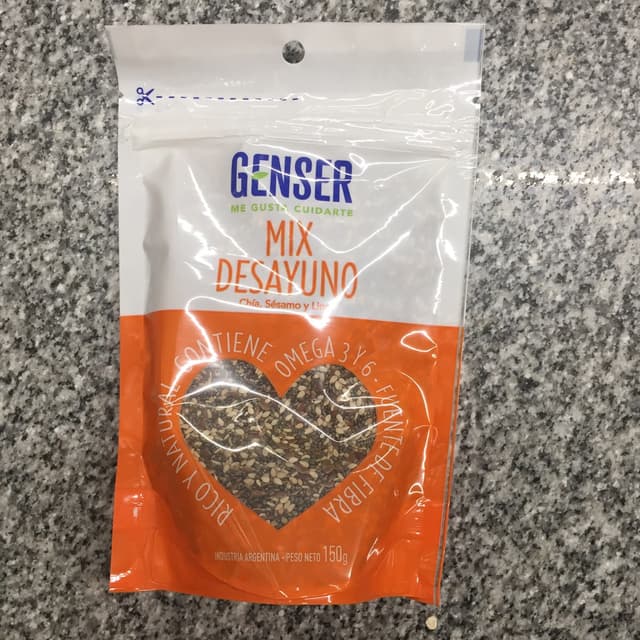 GENSER
ME GUSTA CUIDARTE
MIX
DESAYUNO
Chía, Sésamo y
RICO Y NATURAL CONTIENE OMEGA 3 Y 6 FUENTE DE FIBRA
INDUSTRIA ARGENTINA - PESO NETO 150g